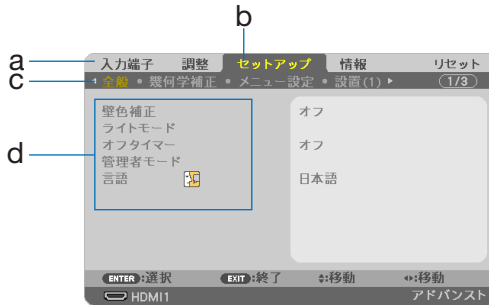 b
a 入力端子 調整 セットアップ 情報 リセット
c 全般 • 幾何学補正 • メニュー設定 • 設置(1) (1/3)
d
壁色補正 オフ
ライトモード
オフタイマー オフ
管理者モード
言語 日本語
ENTER:選択 EXIT:終了 :移動 :移動
HDMI1 アドバンスト